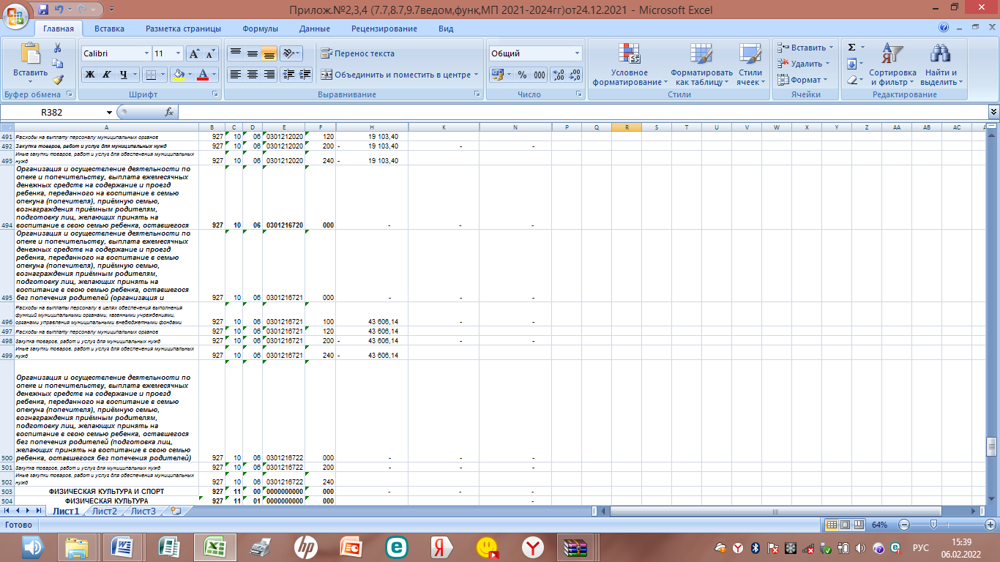 Прилож.№2,3,4 (7.7,8.7,9.7ведом,функ,МП 2021-2024гг)от24.12.2021 - Microsoft Excel
Главная Вставка Разметка страницы Формулы Данные Рецензирование Вид
Вставить
Буфер обмена
Calibri 11
Ж К Ч
Шрифт
Перенос текста
Объединить и поместить в центре
Выравнивание
Общий
% 000
Число
Условное форматирование
Форматировать как таблицу
Стили ячеек
Стили
Вставить
Удалить
Формат
Ячейки
Сортировка и фильтр
Найти и выделить
Редактирование
R382 fx
A B C D E F H K N P Q R S T U V W X Y Z AA AB AC
491 Расходы на выплату персоналу муниципальных органов 927 10 06 0301212020 120 19 103,40
492 Закупка товаров, работ и услуг для муниципальных нужд 927 10 06 0301212020 200 - 19 103,40 - -
Иные закупки товаров, работ и услуг для обеспечения муниципальных
493 нужд 927 10 06 0301212020 240 - 19 103,40
Организация и осуществление деятельности по
опеке и попечительству, выплата ежемесячных
денежных средств на содержание и проезд
ребенка, переданного на воспитание в семью
опекуна (попечителя), приёмную семью,
вознаграждения приёмным родителям,
подготовку лиц, желающих принять на
494 воспитание в свою семью ребенка, оставшегося 927 10 06 0301216720 000 - - -
Организация и осуществление деятельности по
опеке и попечительству, выплата ежемесячных
денежных средств на содержание и проезд
ребенка, переданного на воспитание в семью
опекуна (попечителя), приёмную семью,
вознаграждения приёмным родителям,
подготовку лиц, желающих принять на
воспитание в свою семью ребенка, оставшегося
495 без попечения родителей (организация и 927 10 06 0301216721 000 - - -
Расходы на выплаты персоналу в целях обеспечения выполнения
функций муниципальными органами, казенными учреждениями,
496 органами управления муниципальными внебюджетными фондами 927 10 06 0301216721 100 43 606,14 - -
497 Расходы на выплату персоналу муниципальных органов 927 10 06 0301216721 120 43 606,14
498 Закупка товаров, работ и услуг для муниципальных нужд 927 10 06 0301216721 200 - 43 606,14 - -
Иные закупки товаров, работ и услуг для обеспечения муниципальных
499 нужд 927 10 06 0301216721 240 - 43 606,14
Организация и осуществление деятельности по
опеке и попечительству, выплата ежемесячных
денежных средств на содержание и проезд
ребенка, переданного на воспитание в семью
опекуна (попечителя), приёмную семью,
вознаграждения приёмным родителям,
подготовку лиц, желающих принять на
воспитание в свою семью ребенка, оставшегося
без попечения родителей (подготовка лиц,
желающих принять на воспитание в свою семью
500 ребенка, оставшегося без попечения родителей) 927 10 06 0301216722 000 - - -
501 Закупка товаров, работ и услуг для муниципальных нужд 927 10 06 0301216722 200 - - -
Иные закупки товаров, работ и услуг для обеспечения муниципальных
502 нужд 927 10 06 0301216722 240
503 ФИЗИЧЕСКАЯ КУЛЬТУРА И СПОРТ 927 11 00 0000000000 000 - - -
504 ФИЗИЧЕСКАЯ КУЛЬТУРА 927 11 01 0000000000 000 -
Лист1 Лист2 Лист3
Готово 64%
РУС 15:39
06.02.2022